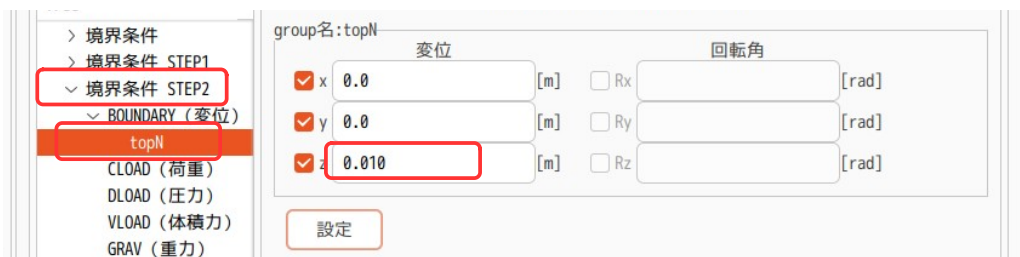 > 境界条件
> 境界条件 STEP1
∨ 境界条件 STEP2
∨ BOUNDARY (変位)
topN
CLOAD (荷重)
DLOAD (圧力)
VLOAD (体積力)
GRAV (重力)
group名:topN
変位 回転角
x 0.0 [m] Rx [rad]
y 0.0 [m] Ry [rad]
z 0.010 [m] Rz [rad]
設定